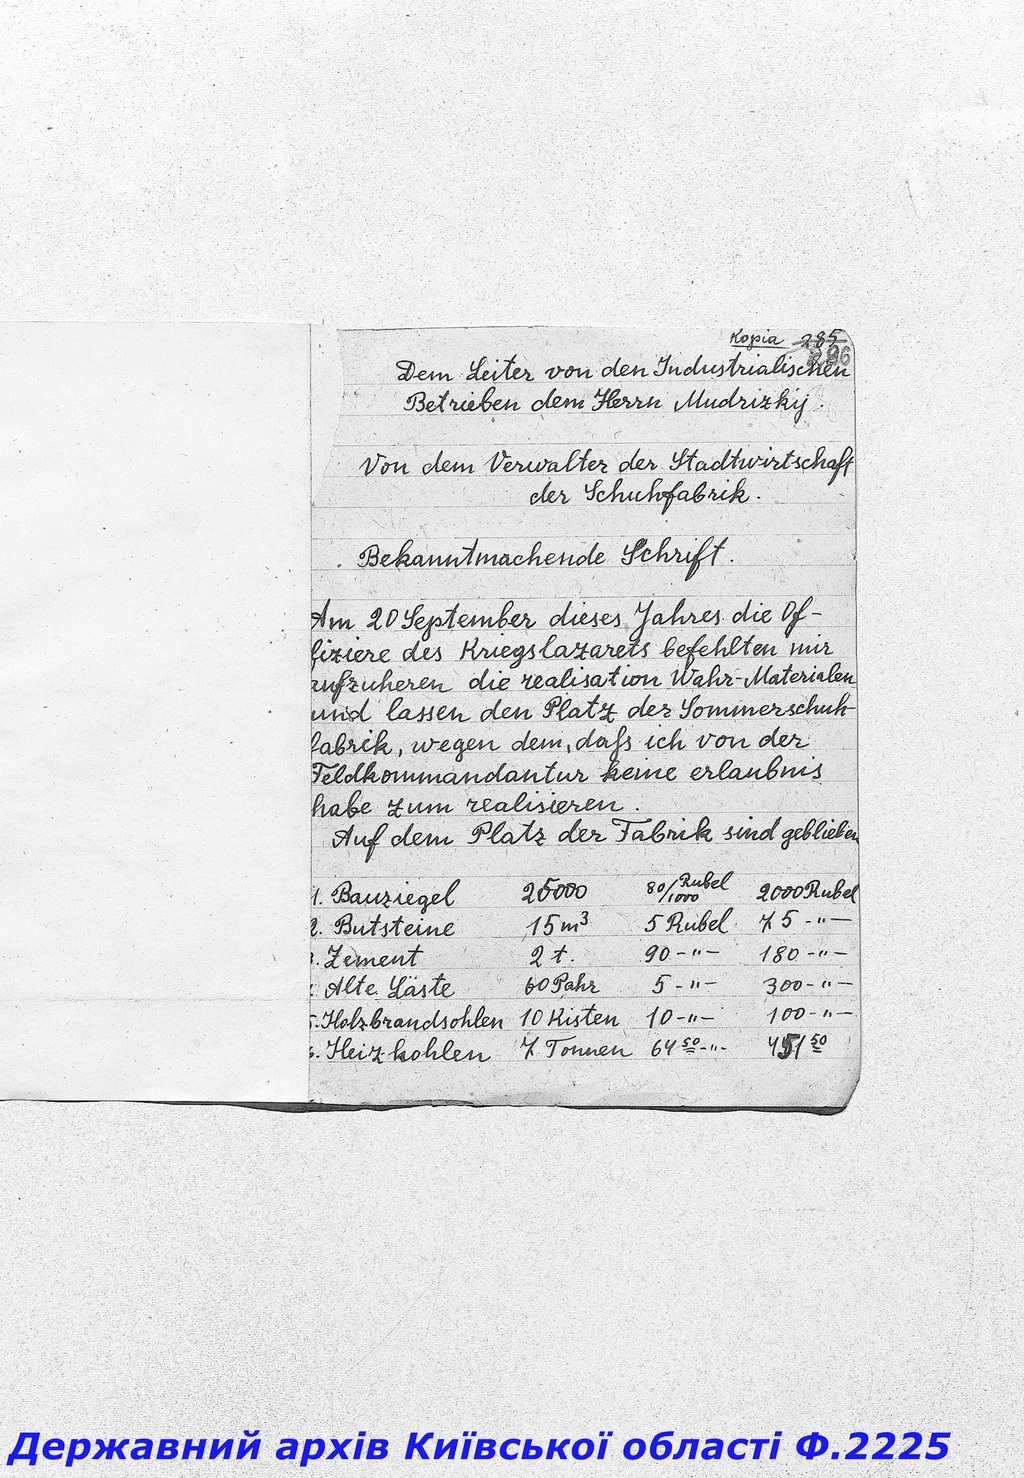 Kopia 285
296
Dem Leiter von den Industrialischen
Betrieben dem Herrn Mudrizkij.
Von dem Verwalter der Stadtwirtschaft
der Schuhfabrik.
Bekanntmachende Schrift.
Am 20 September dieses Jahres die Of-
fiziere des Kriegslazarets befehlten mir
aufzuheren die realisation Wahr-Materialen
und lassen den Platz der Sommerschuh-
fabrik, wegen dem, daß ich von der
Feldkommandantur keine erlaubnis
habe zum realisieren.
Auf dem Platz der Fabrik sind geblieben
1. Bauziegel 25000 80/1000 Rubel 2000 Rubel
2. Butsteine 15 m³ 5 Rubel 75 -"-
3. Zement 2 t. 90 -"- 180 -"-
4. Alte Läste 60 Pahr 5 -"- 300 -"-
5. Holzbrandsohlen 10 Kisten 10 -"- 100 -"-
6. Heizkohlen 7 Tonnen 64 50 -"- 451 50
Державний архів Київської області Ф.2225